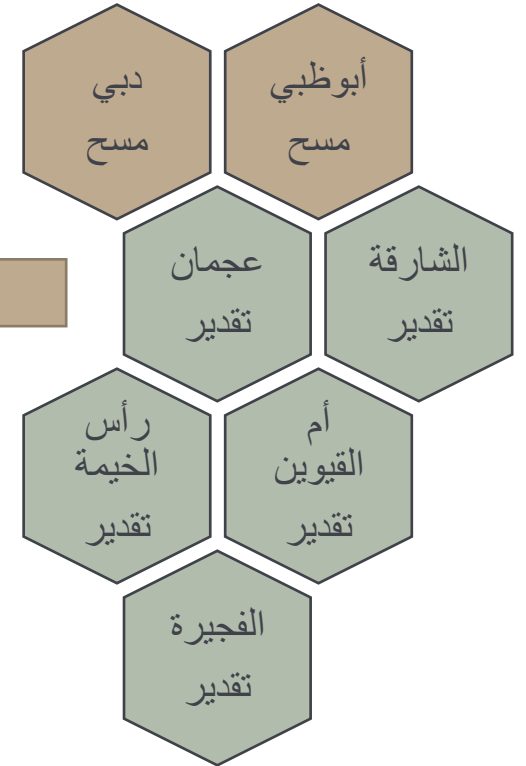 أبوظبي
مسح
دبي
مسح
الشارقة
تقدير
عجمان
تقدير
أم
القيوين
تقدير
رأس
الخيمة
تقدير
الفجيرة
تقدير